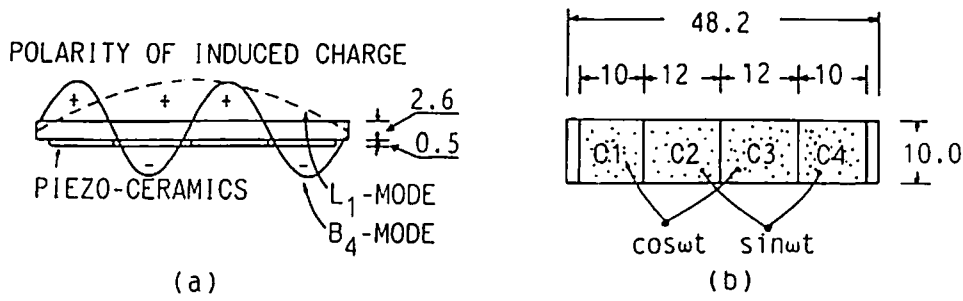 POLARITY OF INDUCED CHARGE
+ + +
- -
2.6
0.5
PIEZO-CERAMICS
L1-MODE
B4-MODE
(a)
48.2
10 12 12 10
C1 C2 C3 C4
10.0
cosωt sinωt
(b)